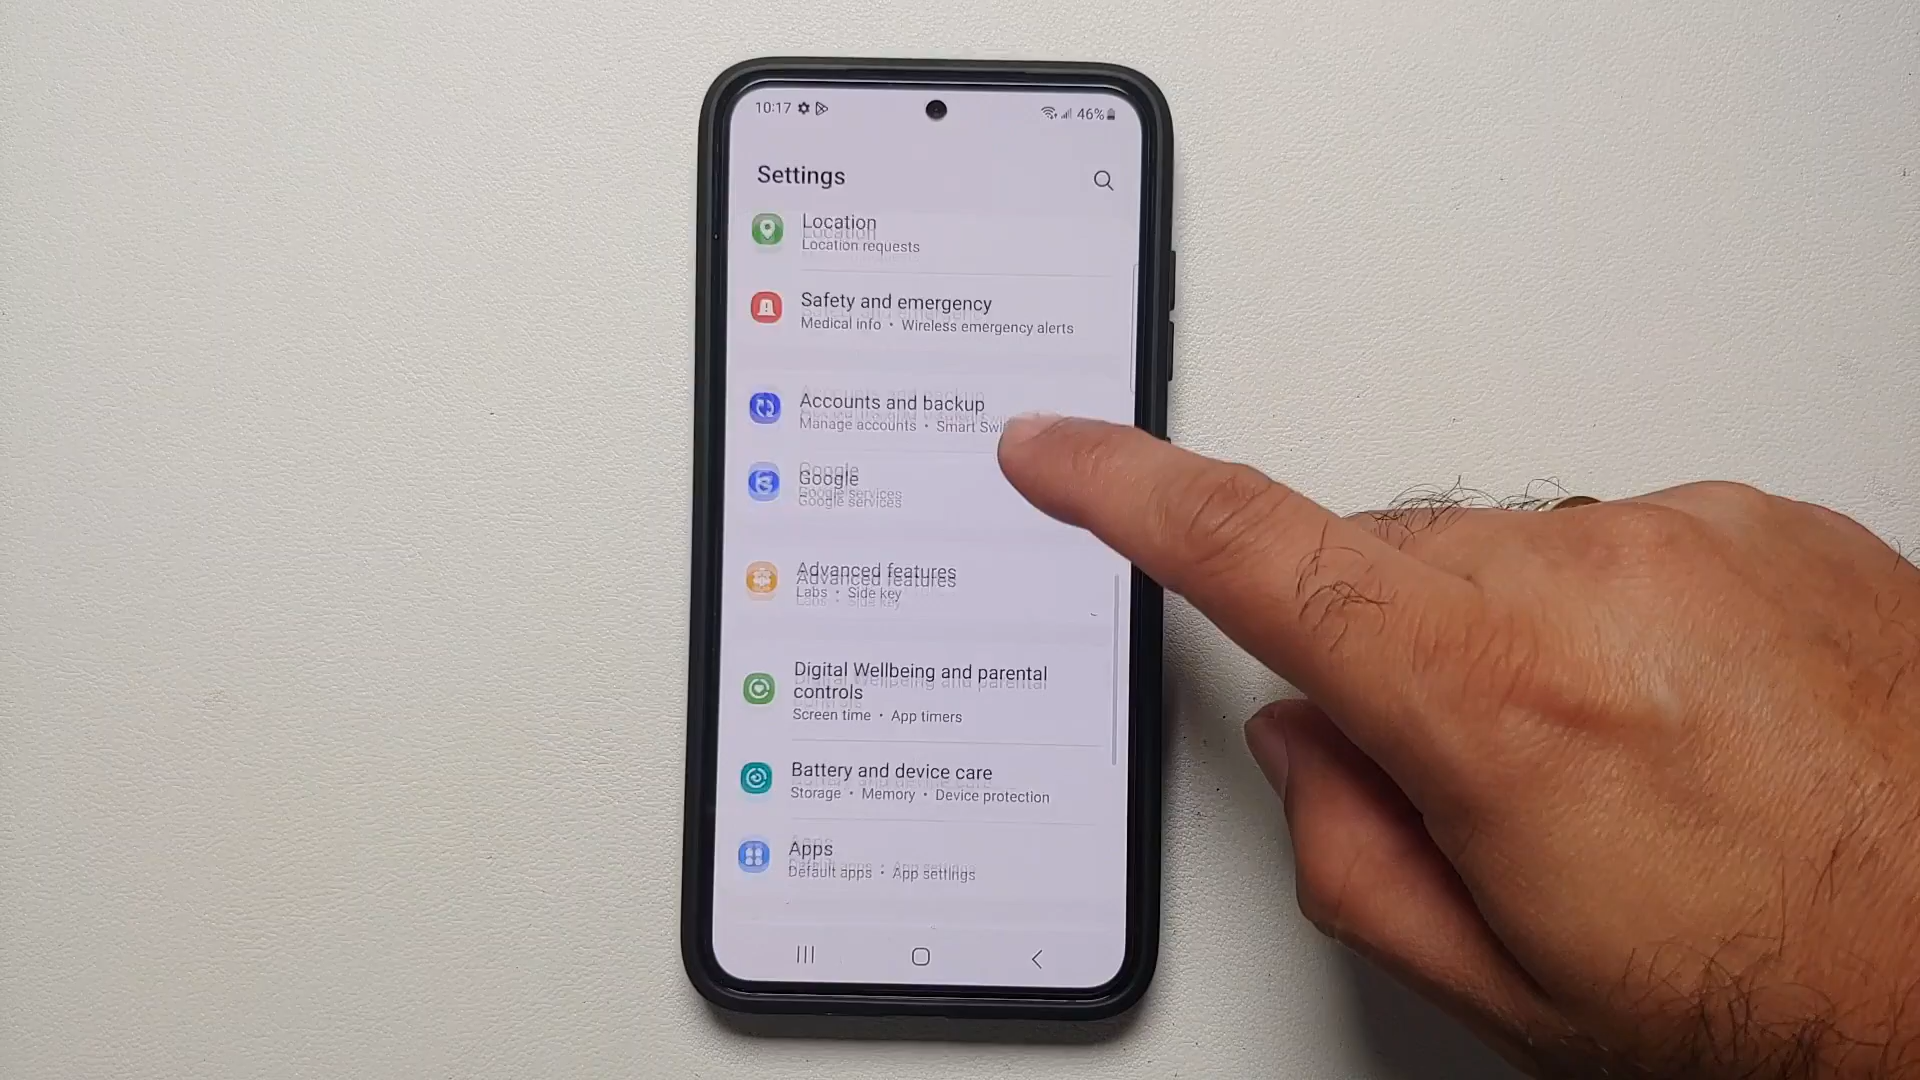 10:17
46%
Settings
Location
Location requests
Safety and emergency
Medical info • Wireless emergency alerts
Accounts and backup
Manage accounts • Smart Swi
Google
Google services
Advanced features
Labs • Side key
Digital Wellbeing and parental
controls
Screen time • App timers
Battery and device care
Storage • Memory • Device protection
Apps
Default apps • App settings